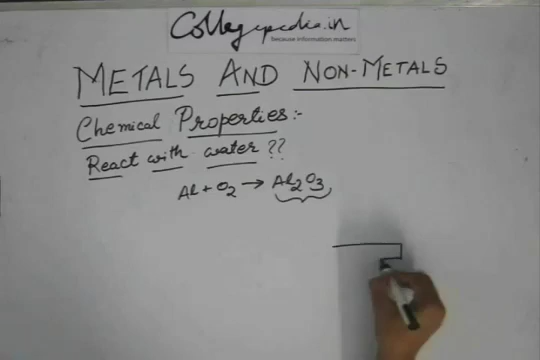 Collegepedia.in
because information matters
METALS AND NON-METALS
Chemical Properties:-
React with water ??
Al + O2 → Al2O3